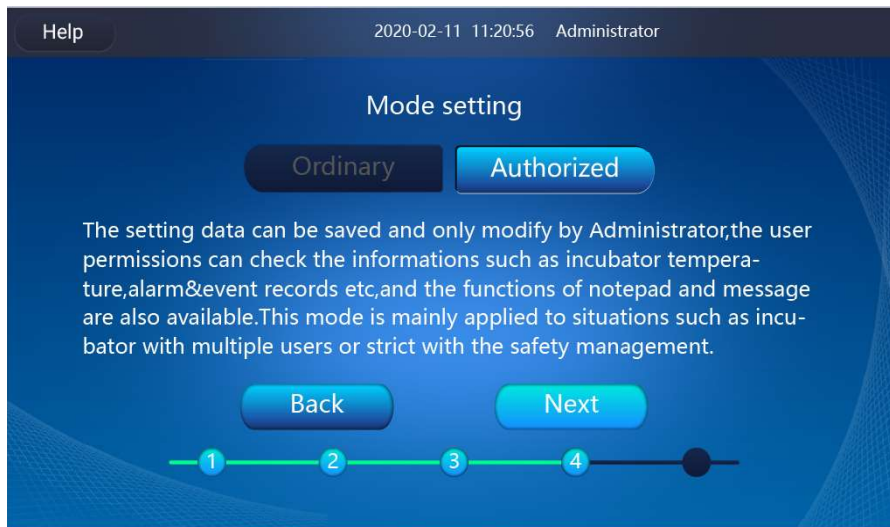 Help 2020-02-11 11:20:56 Administrator
Mode setting
Ordinary Authorized
The setting data can be saved and only modify by Administrator,the user
permissions can check the informations such as incubator tempera-
ture,alarm&event records etc,and the functions of notepad and message
are also available.This mode is mainly applied to situations such as incu-
bator with multiple users or strict with the safety management.
Back Next
1 2 3 4